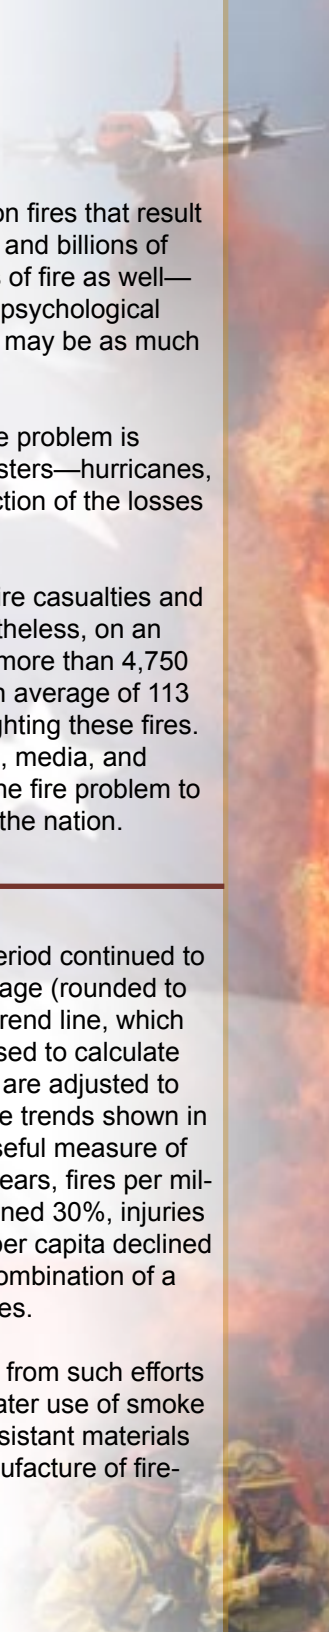 on fires that result
and billions of
of fire as well—
psychological
may be as much
problem is
sters—hurricanes,
ction of the losses
ire casualties and
theless, on an
more than 4,750
average of 113
ghting these fires.
, media, and
he fire problem to
the nation.
eriod continued to
age (rounded to
rend line, which
sed to calculate
are adjusted to
e trends shown in
seful measure of
ears, fires per mil-
ned 30%, injuries
per capita declined
ombination of a
es.
from such efforts
ater use of smoke
sistant materials
ufacture of fire-